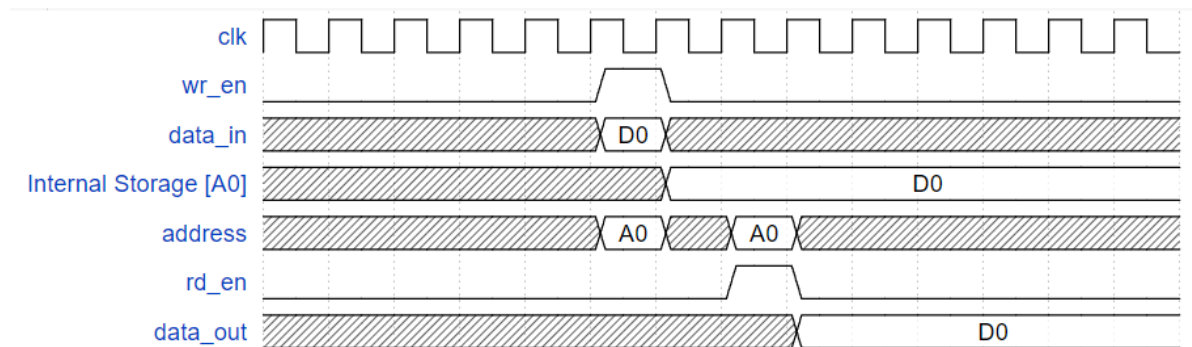 clk
wr_en
data_in D0
Internal Storage [A0] D0
address A0 A0
rd_en
data_out D0